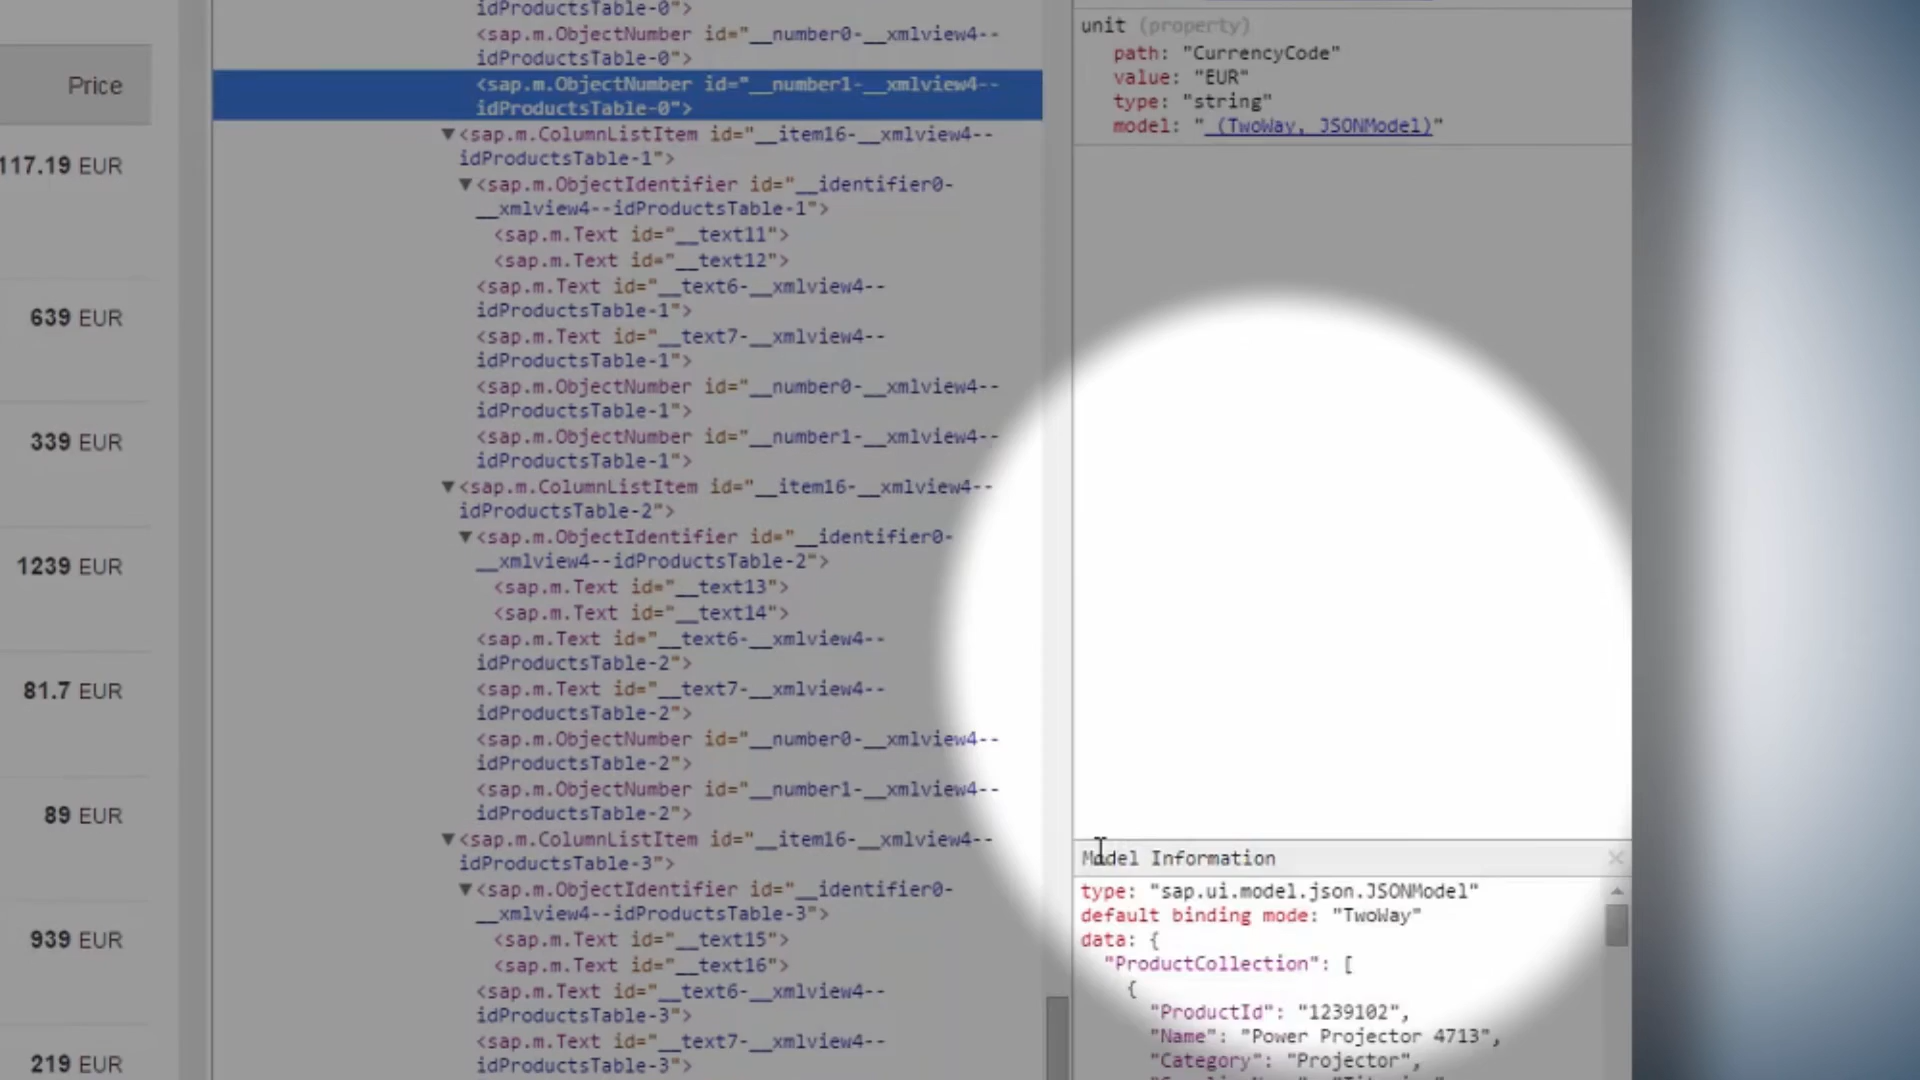 Price
117.19 EUR
639 EUR
339 EUR
1239 EUR
81.7 EUR
89 EUR
939 EUR
219 EUR
idProductsTable-0">
<sap.m.ObjectNumber id="__number0-__xmlview4--
idProductsTable-0">
<sap.m.ObjectNumber id="__number1-__xmlview4--
idProductsTable-0">
▼<sap.m.ColumnListItem id="__item16-__xmlview4--
idProductsTable-1">
▼<sap.m.ObjectIdentifier id="__identifier0-
__xmlview4--idProductsTable-1">
<sap.m.Text id="__text11">
<sap.m.Text id="__text12">
<sap.m.Text id="__text6-__xmlview4--
idProductsTable-1">
<sap.m.Text id="__text7-__xmlview4--
idProductsTable-1">
<sap.m.ObjectNumber id="__number0-__xmlview4--
idProductsTable-1">
<sap.m.ObjectNumber id="__number1-__xmlview4--
idProductsTable-1">
▼<sap.m.ColumnListItem id="__item16-__xmlview4--
idProductsTable-2">
▼<sap.m.ObjectIdentifier id="__identifier0-
__xmlview4--idProductsTable-2">
<sap.m.Text id="__text13">
<sap.m.Text id="__text14">
<sap.m.Text id="__text6-__xmlview4--
idProductsTable-2">
<sap.m.Text id="__text7-__xmlview4--
idProductsTable-2">
<sap.m.ObjectNumber id="__number0-__xmlview4--
idProductsTable-2">
<sap.m.ObjectNumber id="__number1-__xmlview4--
idProductsTable-2">
▼<sap.m.ColumnListItem id="__item16-__xmlview4--
idProductsTable-3">
▼<sap.m.ObjectIdentifier id="__identifier0-
__xmlview4--idProductsTable-3">
<sap.m.Text id="__text15">
<sap.m.Text id="__text16">
<sap.m.Text id="__text6-__xmlview4--
idProductsTable-3">
<sap.m.Text id="__text7-__xmlview4--
idProductsTable-3">
unit (property)
path: "CurrencyCode"
value: "EUR"
type: "string"
model: " (TwoWay, JSONModel)"
Model Information
type: "sap.ui.model.json.JSONModel"
default binding mode: "TwoWay"
data: {
"ProductCollection": [
{
"ProductId": "1239102",
"Name": "Power Projector 4713",
"Category": "Projector",